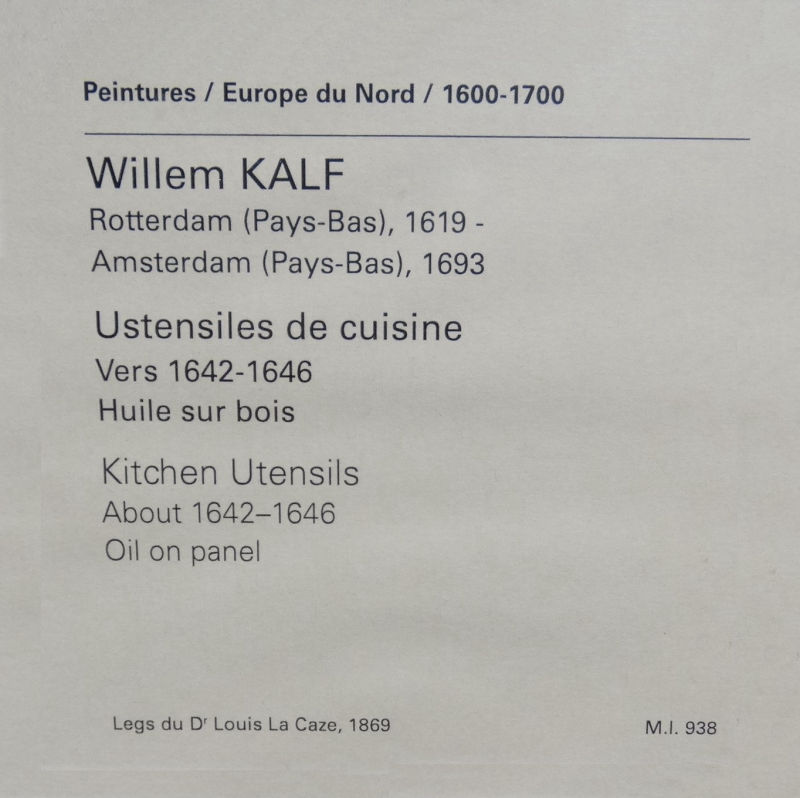 Peintures / Europe du Nord / 1600-1700
Willem KALF
Rotterdam (Pays-Bas), 1619 -
Amsterdam (Pays-Bas), 1693
Ustensiles de cuisine
Vers 1642-1646
Huile sur bois
Kitchen Utensils
About 1642–1646
Oil on panel
Legs du Dʳ Louis La Caze, 1869
M.I. 938